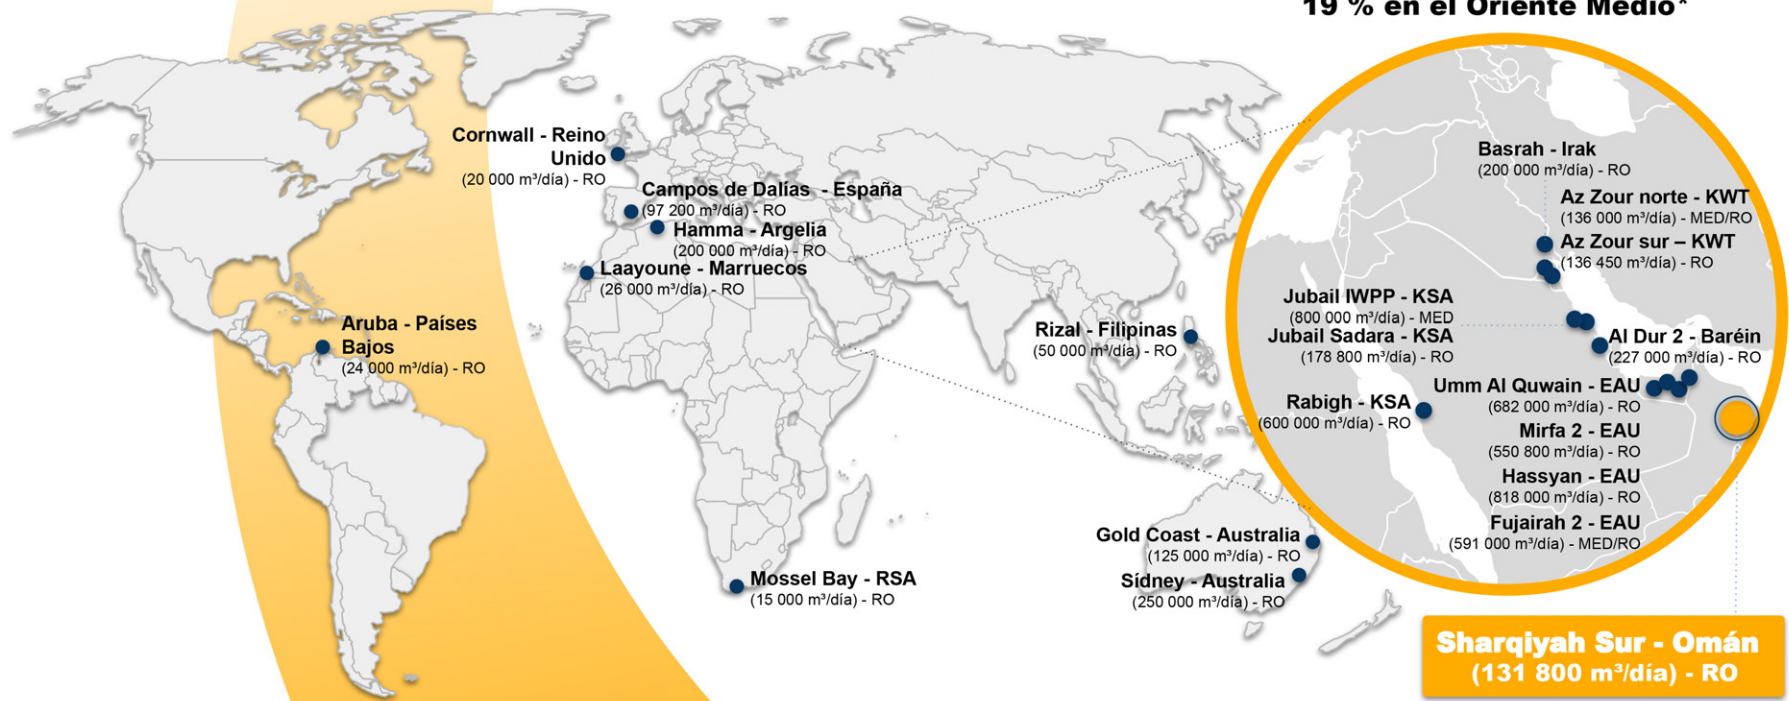 19 % en el Oriente Medio*
Cornwall - Reino
Unido
(20 000 m³/día) - RO
Campos de Dalías - España
(97 200 m³/día) - RO
Hamma - Argelia
(200 000 m³/día) - RO
Laayoune - Marruecos
(26 000 m³/día) - RO
Aruba - Países
Bajos
(24 000 m³/día) - RO
Mossel Bay - RSA
(15 000 m³/día) - RO
Rizal - Filipinas
(50 000 m³/día) - RO
Gold Coast - Australia
(125 000 m³/día) - RO
Sídney - Australia
(250 000 m³/día) - RO
Basrah - Irak
(200 000 m³/día) - RO
Az Zour norte - KWT
(136 000 m³/día) - MED/RO
Az Zour sur – KWT
(136 450 m³/día) - RO
Jubail IWPP - KSA
(800 000 m³/día) - MED
Jubail Sadara - KSA
(178 800 m³/día) - RO
Al Dur 2 - Baréin
(227 000 m³/día) - RO
Rabigh - KSA
(600 000 m³/día) - RO
Umm Al Quwain - EAU
(682 000 m³/día) - RO
Mirfa 2 - EAU
(550 800 m³/día) - RO
Hassyan - EAU
(818 000 m³/día) - RO
Fujairah 2 - EAU
(591 000 m³/día) - MED/RO
Sharqiyah Sur - Omán
(131 800 m³/día) - RO